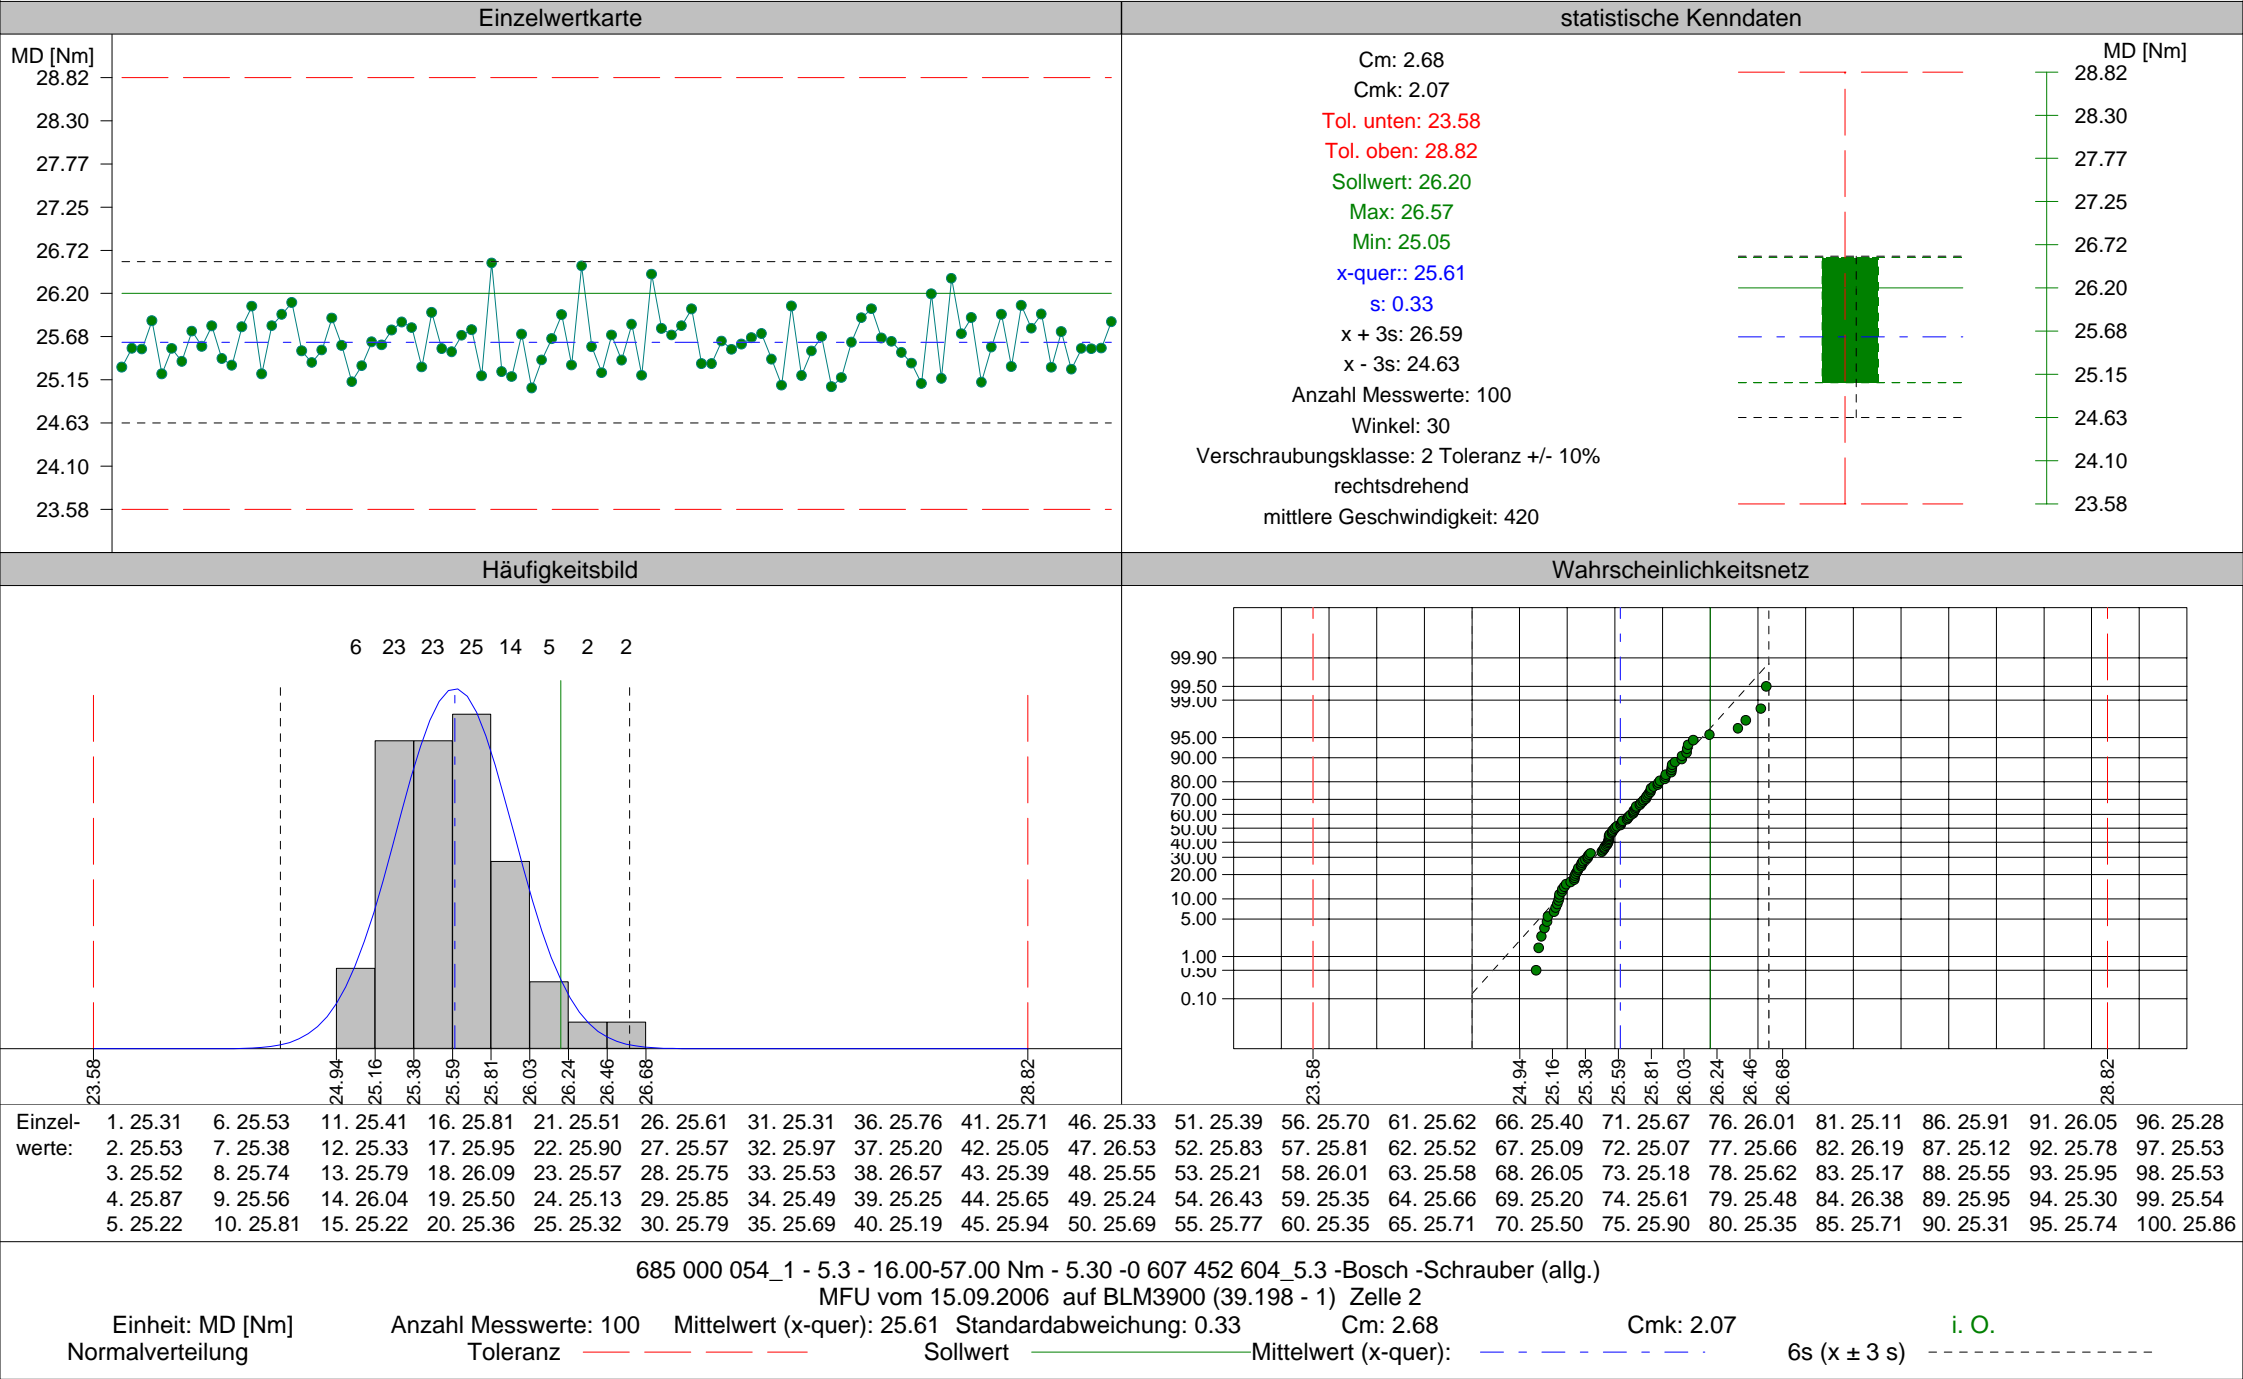 Einzelwertkarte
MD [Nm]
28.82
28.30
27.77
27.25
26.72
26.20
25.68
25.15
24.63
24.10
23.58
statistische Kenndaten
Cm: 2.68
Cmk: 2.07
Tol. unten: 23.58
Tol. oben: 28.82
Sollwert: 26.20
Max: 26.57
Min: 25.05
x-quer:: 25.61
s: 0.33
x + 3s: 26.59
x - 3s: 24.63
Anzahl Messwerte: 100
Winkel: 30
Verschraubungsklasse: 2 Toleranz +/- 10%
rechtsdrehend
mittlere Geschwindigkeit: 420
MD [Nm]
28.82
28.30
27.77
27.25
26.72
26.20
25.68
25.15
24.63
24.10
23.58
Häufigkeitsbild
6 23 23 25 14 5 2 2
23.58 24.94 25.16 25.38 25.59 25.81 26.03 26.24 26.46 26.68 28.82
Wahrscheinlichkeitsnetz
99.90
99.50
99.00
95.00
90.00
80.00
70.00
60.00
50.00
40.00
30.00
20.00
10.00
5.00
1.00
0.50
0.10
23.58 24.94 25.16 25.38 25.59 25.81 26.03 26.24 26.46 26.68 28.82
Einzel- 1. 25.31 6. 25.53 11. 25.41 16. 25.81 21. 25.51 26. 25.61 31. 25.31 36. 25.76 41. 25.71 46. 25.33 51. 25.39 56. 25.70 61. 25.62 66. 25.40 71. 25.67 76. 26.01 81. 25.11 86. 25.91 91. 26.05 96. 25.28
werte: 2. 25.53 7. 25.38 12. 25.33 17. 25.95 22. 25.90 27. 25.57 32. 25.97 37. 25.20 42. 25.05 47. 26.53 52. 25.83 57. 25.81 62. 25.52 67. 25.09 72. 25.07 77. 25.66 82. 26.19 87. 25.12 92. 25.78 97. 25.53
3. 25.52 8. 25.74 13. 25.79 18. 26.09 23. 25.57 28. 25.75 33. 25.53 38. 26.57 43. 25.39 48. 25.55 53. 25.21 58. 26.01 63. 25.58 68. 26.05 73. 25.18 78. 25.62 83. 25.17 88. 25.55 93. 25.95 98. 25.53
4. 25.87 9. 25.56 14. 26.04 19. 25.50 24. 25.13 29. 25.85 34. 25.49 39. 25.25 44. 25.65 49. 25.24 54. 26.43 59. 25.35 64. 25.66 69. 25.20 74. 25.61 79. 25.48 84. 26.38 89. 25.95 94. 25.30 99. 25.54
5. 25.22 10. 25.81 15. 25.22 20. 25.36 25. 25.32 30. 25.79 35. 25.69 40. 25.19 45. 25.94 50. 25.69 55. 25.77 60. 25.35 65. 25.71 70. 25.50 75. 25.90 80. 25.35 85. 25.71 90. 25.31 95. 25.74 100. 25.86
685 000 054_1 - 5.3 - 16.00-57.00 Nm - 5.30 -0 607 452 604_5.3 -Bosch -Schrauber (allg.)
MFU vom 15.09.2006 auf BLM3900 (39.198 - 1) Zelle 2
Einheit: MD [Nm] Anzahl Messwerte: 100 Mittelwert (x-quer): 25.61 Standardabweichung: 0.33 Cm: 2.68 Cmk: 2.07 i. O.
Normalverteilung Toleranz Sollwert Mittelwert (x-quer): 6s (x ± 3 s)